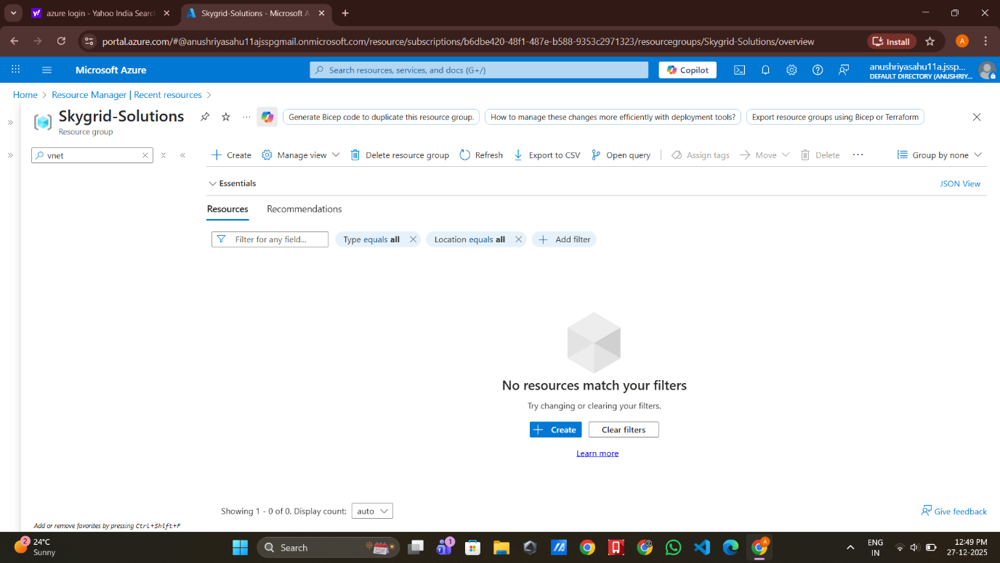 azure login - Yahoo India Search
Skygrid-Solutions - Microsoft A
portal.azure.com/#@anushriyasahu11ajsspgmail.onmicrosoft.com/resource/subscriptions/b6dbe420-48f1-487e-b588-9353c2971323/resourcegroups/Skygrid-Solutions/overview
Install
A
Microsoft Azure
Search resources, services, and docs (G+/)
Copilot
anushriyasahu11a.jssp...
DEFAULT DIRECTORY (ANUSHRIY...
Home > Resource Manager | Recent resources >
Skygrid-Solutions
Resource group
Generate Bicep code to duplicate this resource group.
How to manage these changes more efficiently with deployment tools?
Export resource groups using Bicep or Terraform
vnet
Create
Manage view
Delete resource group
Refresh
Export to CSV
Open query
Assign tags
Move
Delete
Group by none
Essentials
JSON View
Resources
Recommendations
Filter for any field...
Type equals all
Location equals all
Add filter
No resources match your filters
Try changing or clearing your filters.
Create
Clear filters
Learn more
Showing 1 - 0 of 0. Display count:
auto
Give feedback
Add or remove favorites by pressing Ctrl+Shift+F
2
24°C
Sunny
Search
1
A
ENG
IN
12:49 PM
27-12-2025